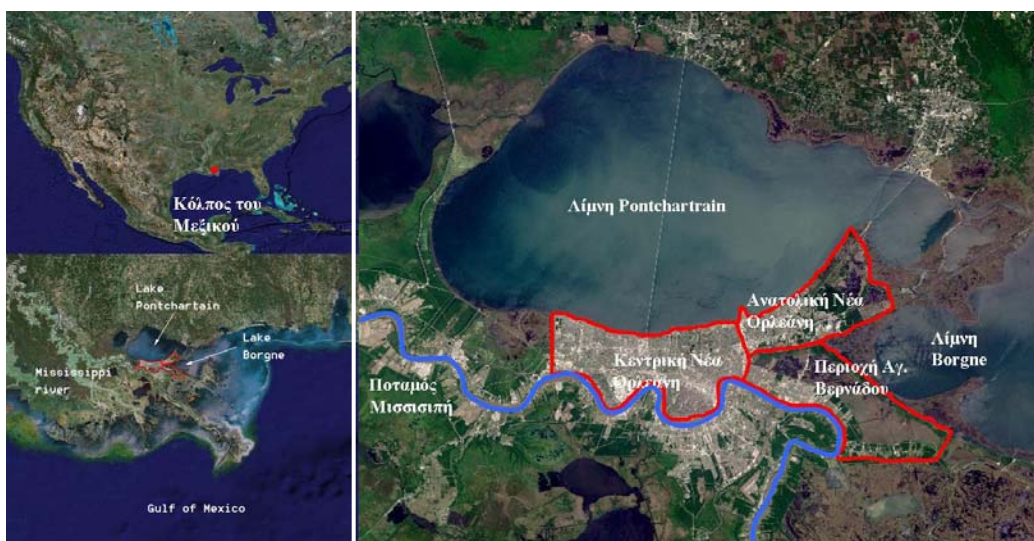 Κόλπος του
Μεξικού
Lake
Pontchartain
Lake
Borgne
Mississippi
river
Gulf of Mexico
Λίμνη Pontchartrain
Ανατολική Νέα
Ορλεάνη
Λίμνη
Borgne
Κεντρική Νέα
Ορλεάνη
Περιοχή Αγ.
Βερνάδου
Ποταμός
Μισσισιπή